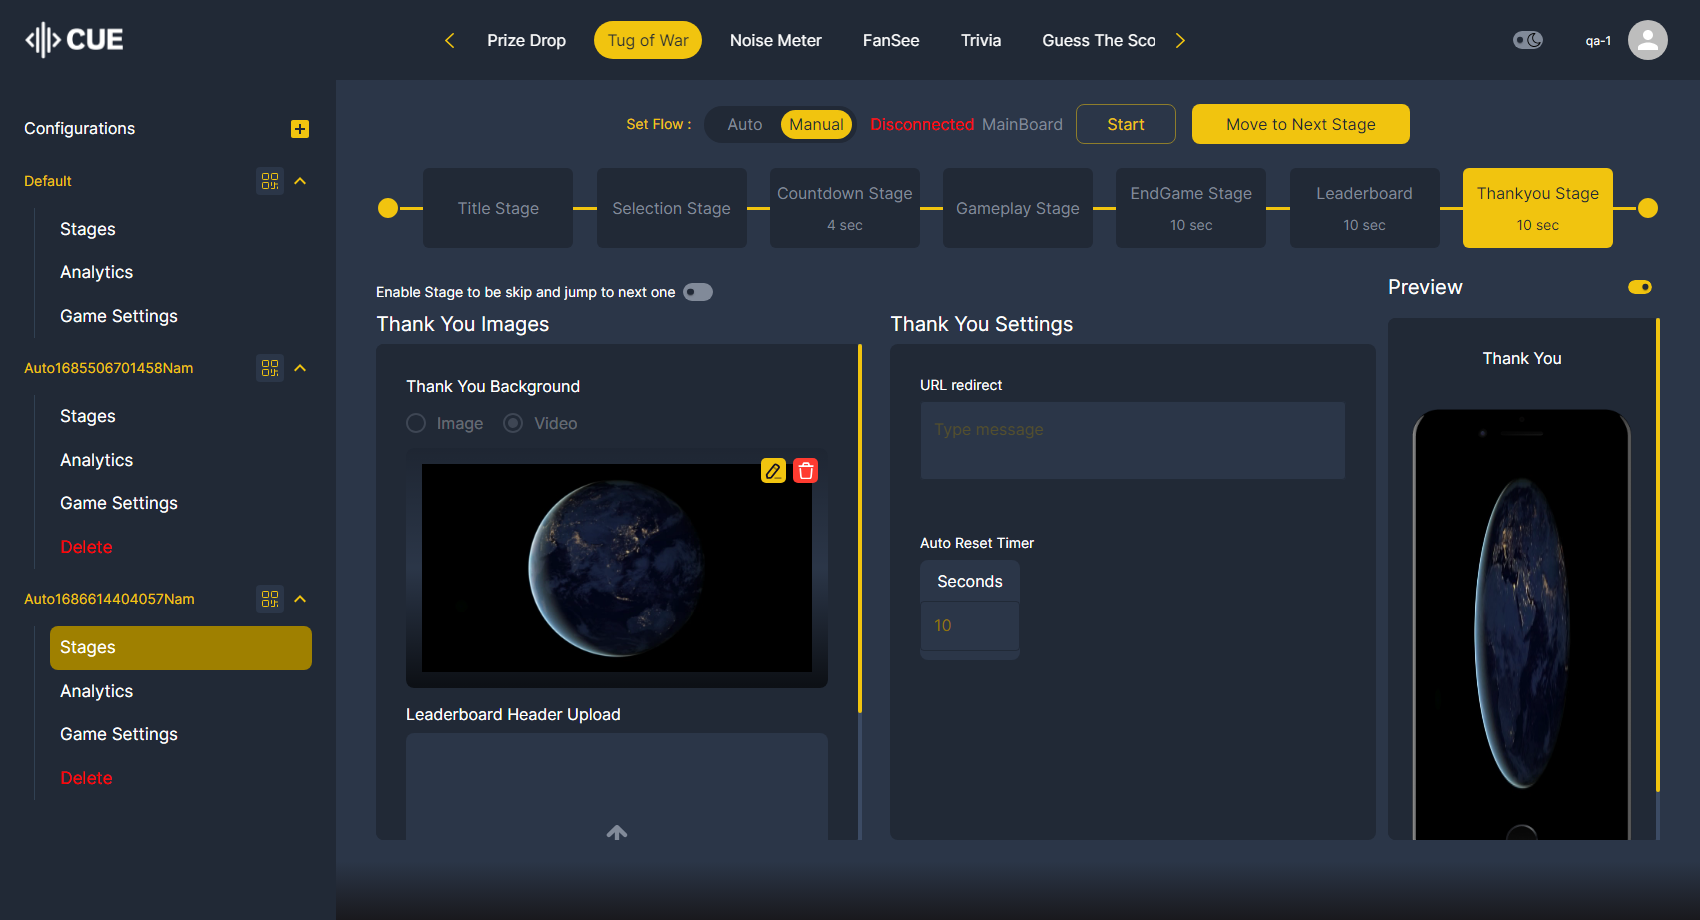 CUE
Prize Drop
Tug of War
Noise Meter
FanSee
Trivia
Guess The Sco
qa-1
Configurations
Set Flow :
Auto
Manual
Disconnected MainBoard
Start
Move to Next Stage
Default
Stages
Analytics
Game Settings
Auto1685506701458Nam
Stages
Analytics
Game Settings
Delete
Auto1686614404057Nam
Stages
Analytics
Game Settings
Delete
Title Stage
Selection Stage
Countdown Stage
4 sec
Gameplay Stage
EndGame Stage
10 sec
Leaderboard
10 sec
Thankyou Stage
10 sec
Enable Stage to be skip and jump to next one
Thank You Images
Thank You Background
Image
Video
Leaderboard Header Upload
Thank You Settings
URL redirect
Type message
Auto Reset Timer
Seconds
10
Preview
Thank You